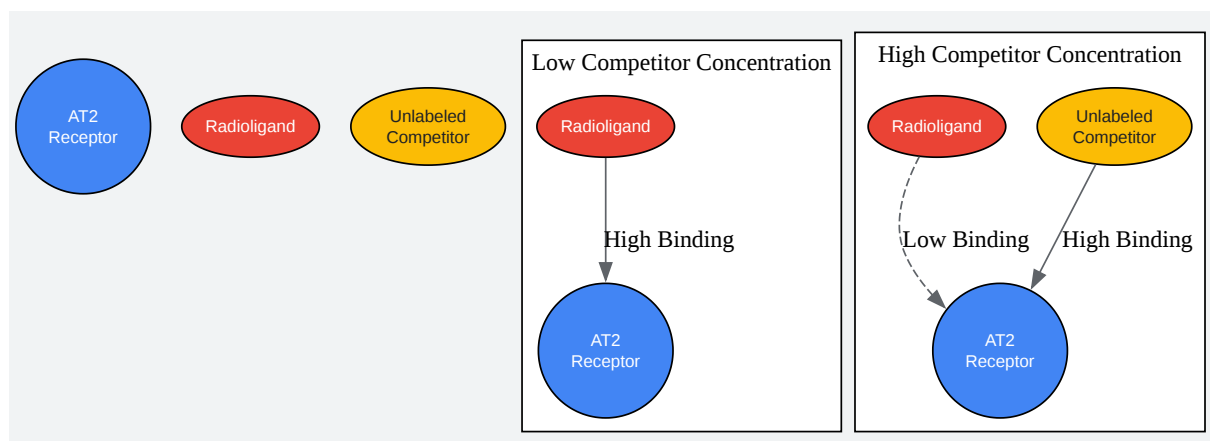 AT2
Receptor
Radioligand
Unlabeled
Competitor
Low Competitor Concentration
Radioligand
High Binding
AT2
Receptor
High Competitor Concentration
Radioligand
Unlabeled
Competitor
Low Binding
High Binding
AT2
Receptor